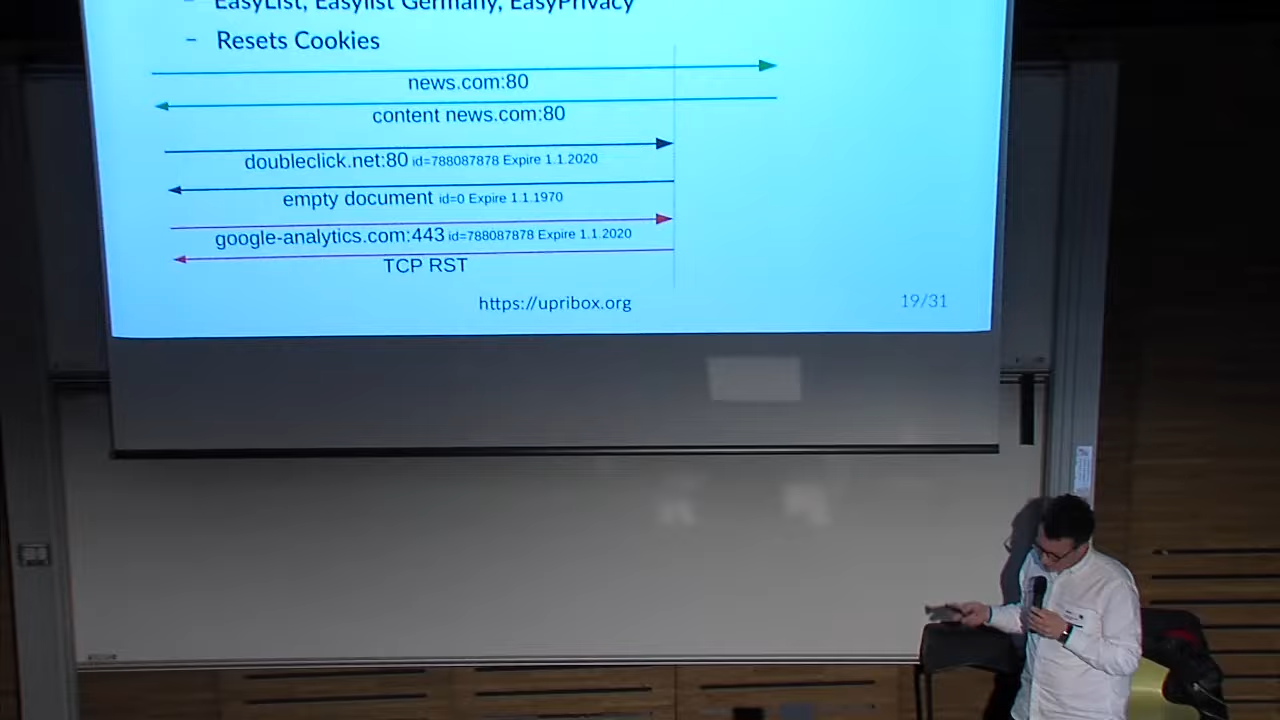 – EasyList, Easylist Germany, EasyPrivacy
– Resets Cookies
news.com:80
content news.com:80
doubleclick.net:80 id=788087878 Expire 1.1.2020
empty document id=0 Expire 1.1.1970
google-analytics.com:443 id=788087878 Expire 1.1.2020
TCP RST
https://upribox.org
19/31